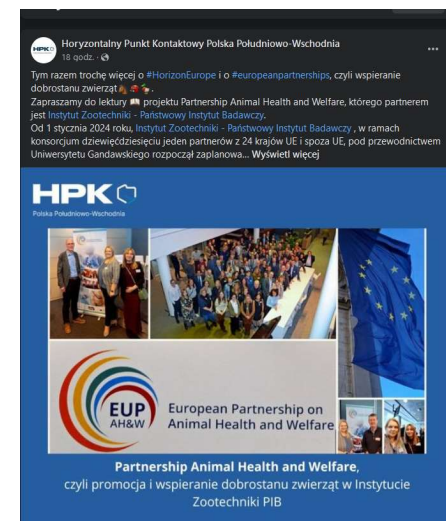 HPK
Horyzontalny Punkt Kontaktowy Polska Południowo-Wschodnia
18 godz. ·
Tym razem trochę więcej o #HorizonEurope i o #europeanpartnerships, czyli wspieranie
dobrostanu zwierząt
Zapraszamy do lektury projektu Partnership Animal Health and Welfare, którego partnerem
jest Instytut Zootechniki - Państwowy Instytut Badawczy.
Od 1 stycznia 2024 roku, Instytut Zootechniki - Państwowy Instytut Badawczy , w ramach
konsorcjum dziewięćdziesięciu jeden partnerów z 24 krajów UE i spoza UE, pod przewodnictwem
Uniwersytetu Gandawskiego rozpoczął zaplanowa... Wyświetl więcej
HPK
Polska Południowo-Wschodnia
EUP
AH&W
European Partnership on
Animal Health and Welfare
Partnership Animal Health and Welfare,
czyli promocja i wspieranie dobrostanu zwierząt w Instytucie
Zootechniki PIB